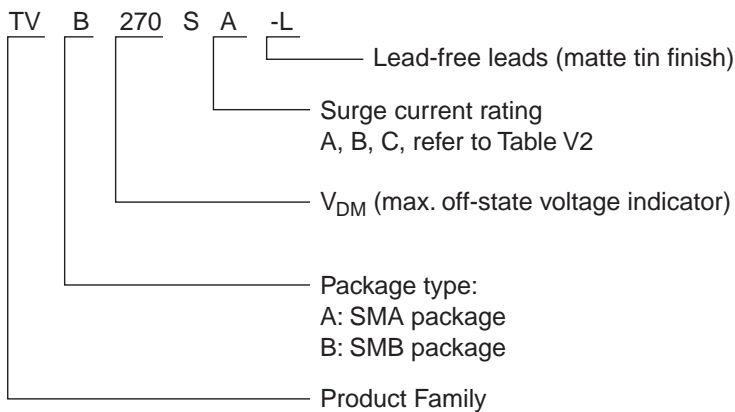 TV B 270 S A -L
Lead-free leads (matte tin finish)
Surge current rating
A, B, C, refer to Table V2
VDM (max. off-state voltage indicator)
Package type:
A: SMA package
B: SMB package
Product Family